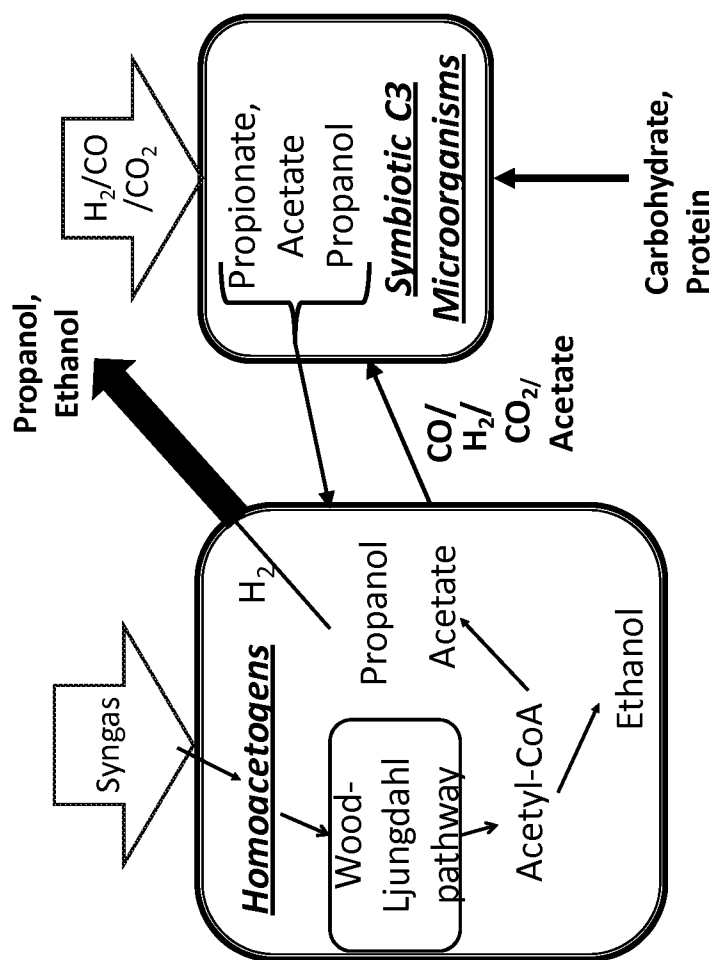 Syngas
Homoacetogens
H₂
Wood-
Ljungdahl
pathway
Propanol
Acetate
Acetyl-CoA
Ethanol
Propanol,
Ethanol
CO/
H₂/
CO₂/
Acetate
H₂/CO
/CO₂
Propionate,
Acetate
Propanol
Symbiotic C3
Microorganisms
Carbohydrate,
Protein